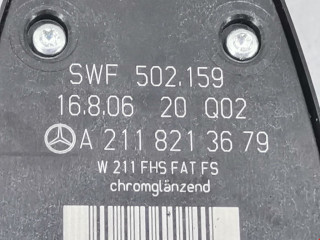 SWF 502.159
16.8.06 20 Q02
A 211 821 36 79
W 211 FHS FAT FS
chromglänzend